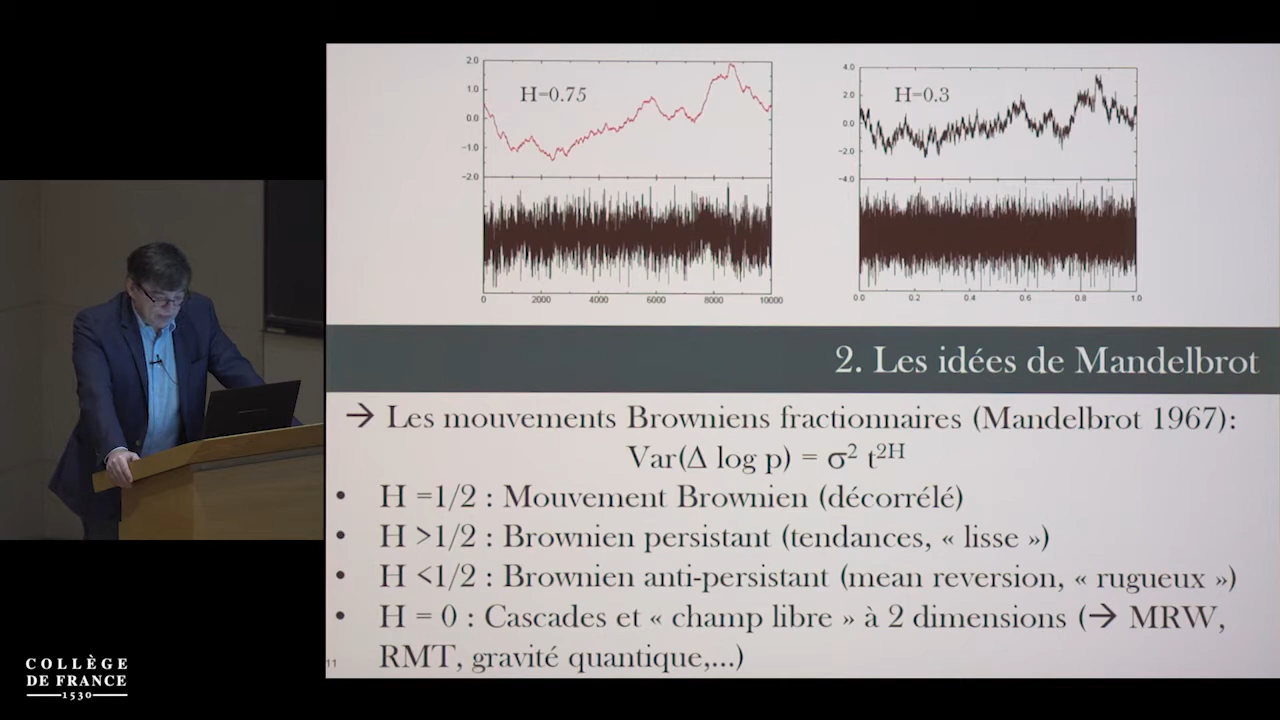 H=0.75
2.0
1.0
0.0
−1.0
−2.0
0 2000 4000 6000 8000 10000
H=0.3
4.0
2.0
0.0
−2.0
−4.0
0.0 0.2 0.4 0.6 0.8 1.0
2. Les idées de Mandelbrot
→ Les mouvements Browniens fractionnaires (Mandelbrot 1967):
Var(Δ log p) = σ² t²ᴴ
• H =1/2 : Mouvement Brownien (décorrélé)
• H >1/2 : Brownien persistant (tendances, « lisse »)
• H <1/2 : Brownien anti-persistant (mean reversion, « rugueux »)
• H = 0 : Cascades et « champ libre » à 2 dimensions (→ MRW,
RMT, gravité quantique,…)
11
COLLÈGE
DE FRANCE
1530